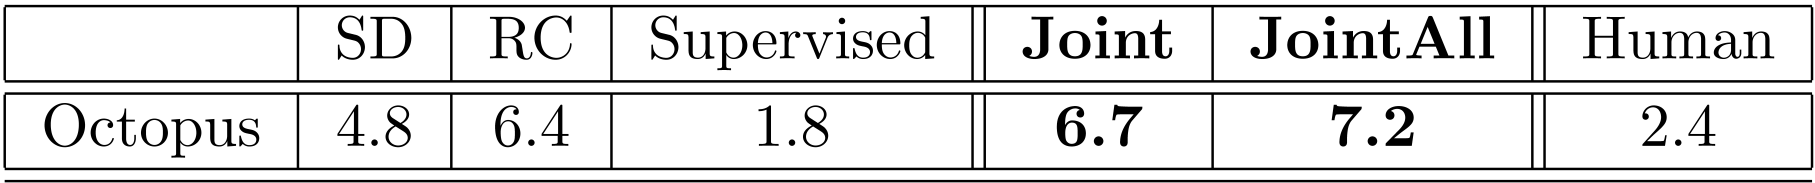 SD RC Supervised Joint JointAll Human
Octopus 4.8 6.4 1.8 6.7 7.2 2.4